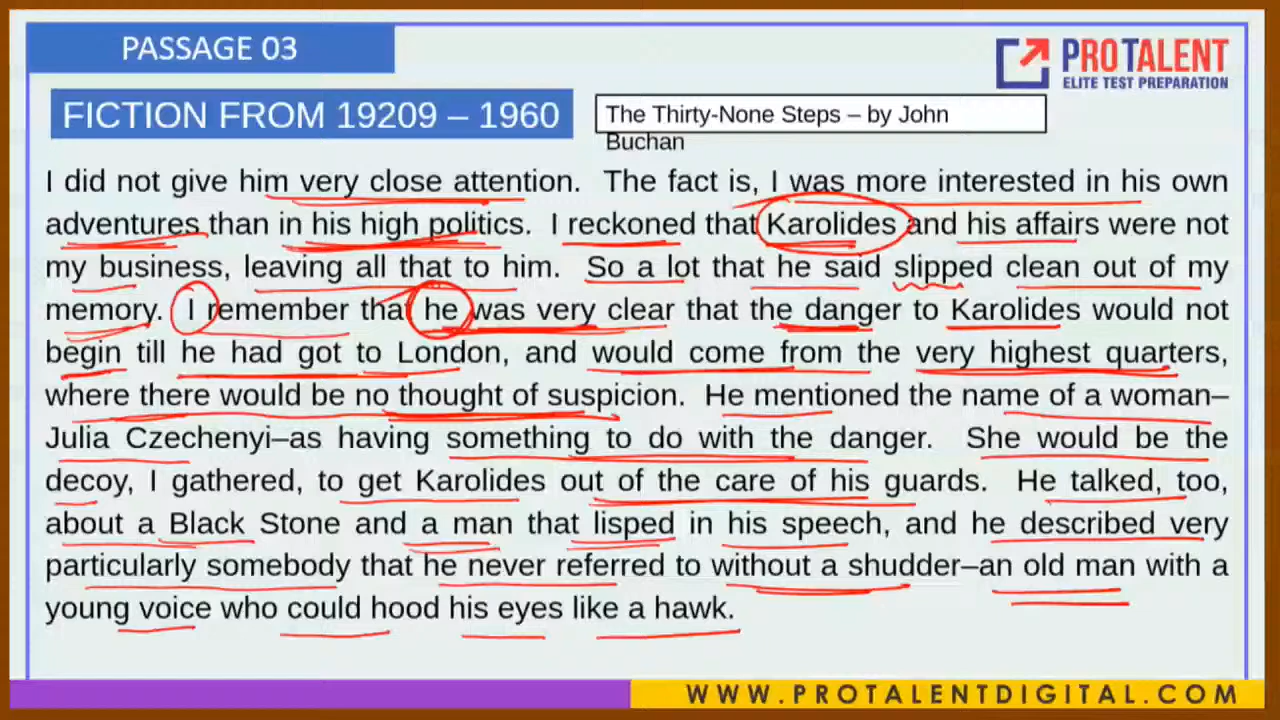 PASSAGE 03
PROTALENT
ELITE TEST PREPARATION
FICTION FROM 19209 – 1960
The Thirty-None Steps – by John
Buchan
I did not give him very close attention. The fact is, I was more interested in his own
adventures than in his high politics. I reckoned that Karolides and his affairs were not
my business, leaving all that to him. So a lot that he said slipped clean out of my
memory. I remember that he was very clear that the danger to Karolides would not
begin till he had got to London, and would come from the very highest quarters,
where there would be no thought of suspicion. He mentioned the name of a woman–
Julia Czechenyi–as having something to do with the danger. She would be the
decoy, I gathered, to get Karolides out of the care of his guards. He talked, too,
about a Black Stone and a man that lisped in his speech, and he described very
particularly somebody that he never referred to without a shudder–an old man with a
young voice who could hood his eyes like a hawk.
WWW.PROTALENTDIGITAL.COM